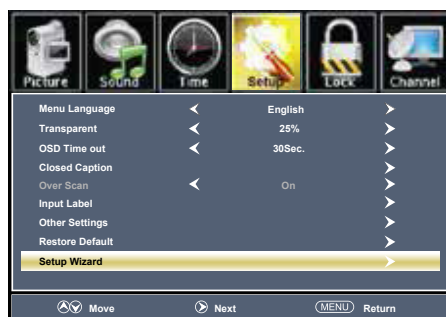 Picture Sound Time Setup Lock Channel
Menu Language English
Transparent 25%
OSD Time out 30Sec.
Closed Caption
Over Scan On
Input Label
Other Settings
Restore Default
Setup Wizard
Move Next MENU Return